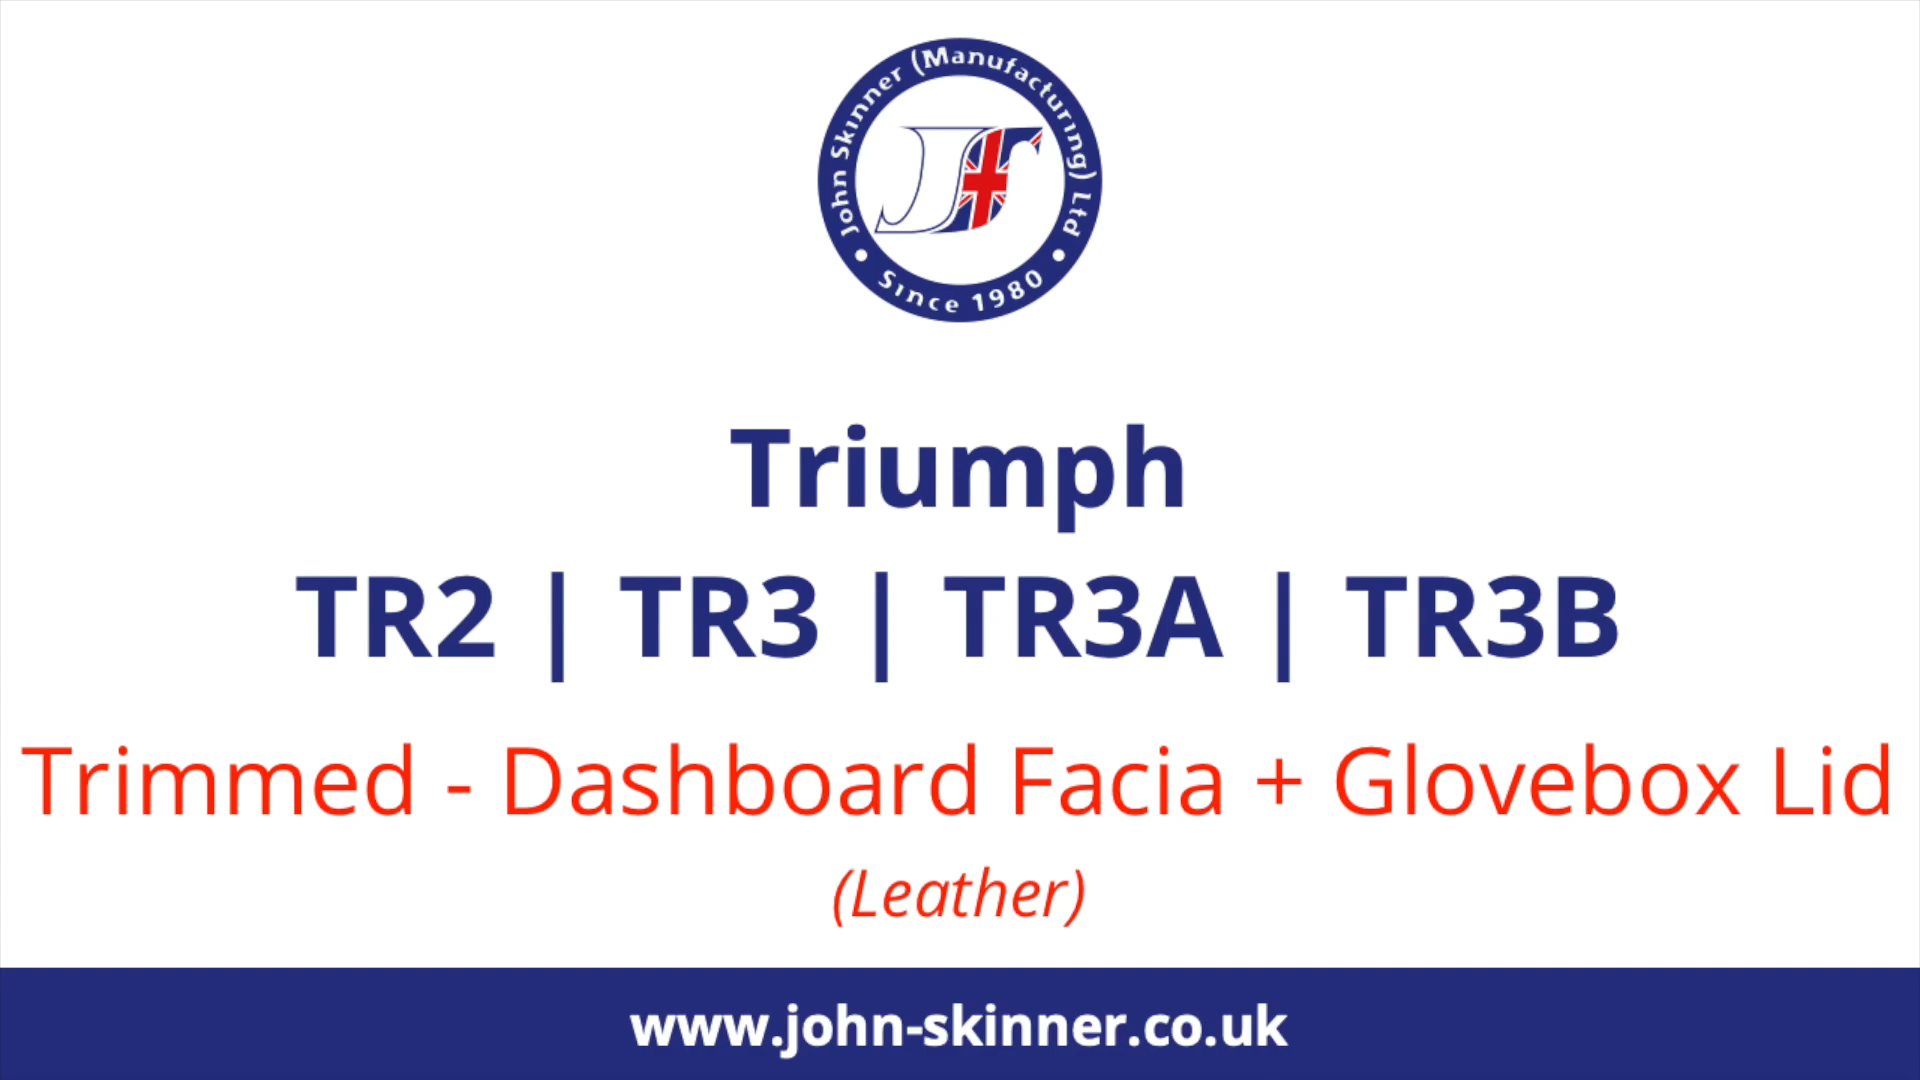 John Skinner (Manufacturing) Ltd
• Since 1980 •
JS
Triumph
TR2 | TR3 | TR3A | TR3B
Trimmed - Dashboard Facia + Glovebox Lid
(Leather)
www.john-skinner.co.uk